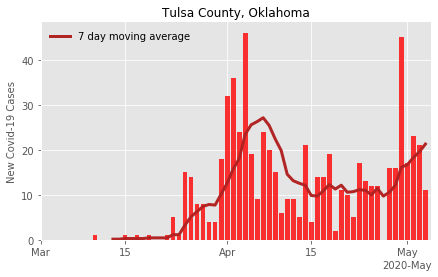 Tulsa County, Oklahoma
7 day moving average
New Covid-19 Cases
40
30
20
10
0
Mar
15
Apr
15
May
2020-May